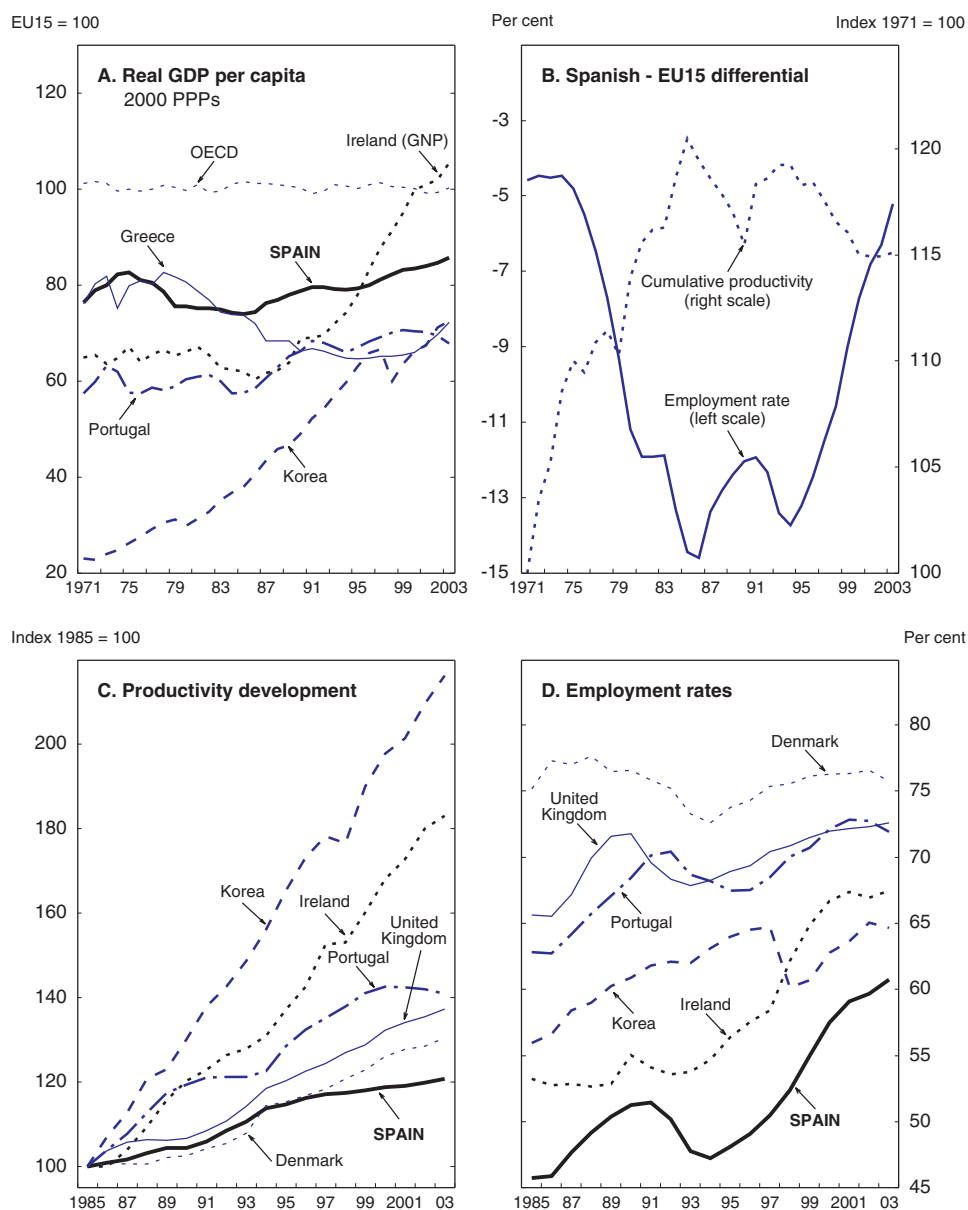 EU15 = 100
A. Real GDP per capita
2000 PPPs
120
100
80
60
40
20
OECD
Ireland (GNP)
Greece
SPAIN
Portugal
Korea
1971 75 79 83 87 91 95 99 2003
Per cent
Index 1971 = 100
B. Spanish - EU15 differential
-3
-5
-7
-9
-11
-13
-15
120
115
110
105
100
Cumulative productivity
(right scale)
Employment rate
(left scale)
1971 75 79 83 87 91 95 99 2003
Index 1985 = 100
C. Productivity development
200
180
160
140
120
100
Korea
Ireland
United
Kingdom
Portugal
SPAIN
Denmark
1985 87 89 91 93 95 97 99 2001 03
Per cent
D. Employment rates
80
75
70
65
60
55
50
45
Denmark
United
Kingdom
Portugal
Ireland
Korea
SPAIN
1985 87 89 91 93 95 97 99 2001 03